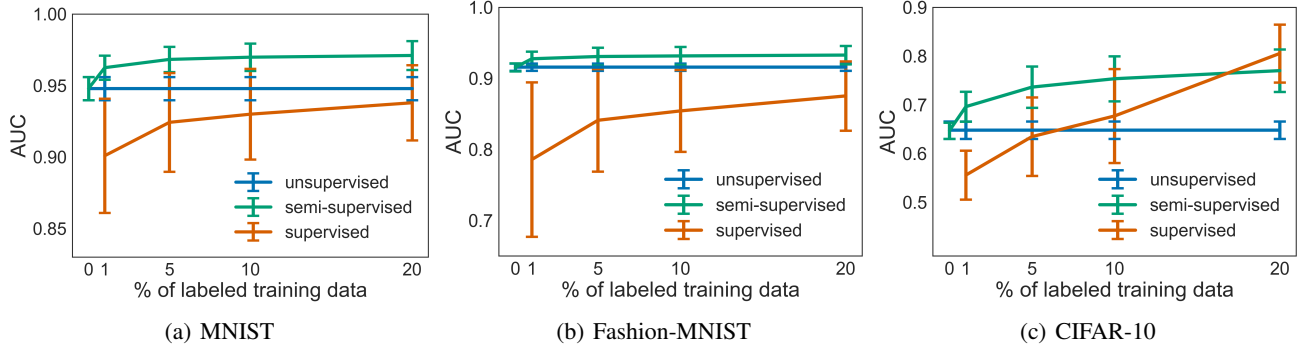 1.00
0.95
0.90
0.85
AUC
unsupervised
semi-supervised
supervised
0 1 5 10 20
% of labeled training data
(a) MNIST
1.0
0.9
0.8
0.7
AUC
unsupervised
semi-supervised
supervised
0 1 5 10 20
% of labeled training data
(b) Fashion-MNIST
0.9
0.8
0.7
0.6
0.5
AUC
unsupervised
semi-supervised
supervised
0 1 5 10 20
% of labeled training data
(c) CIFAR-10